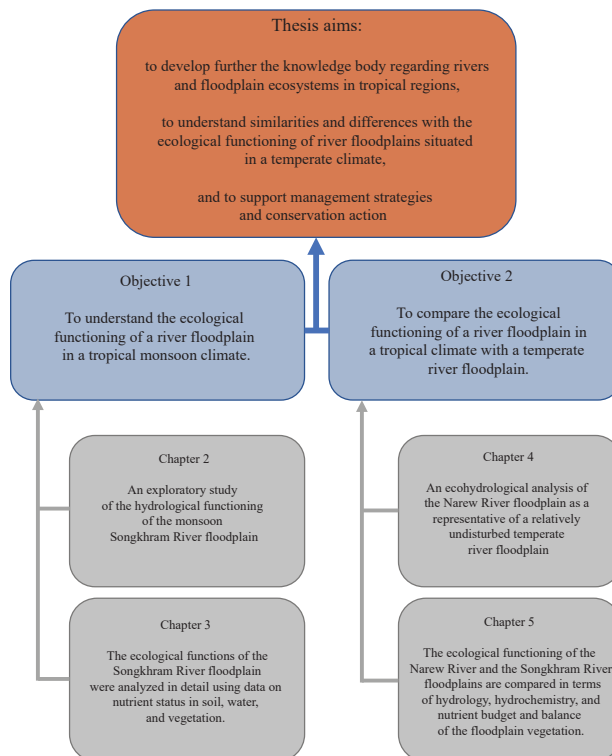 Thesis aims:
to develop further the knowledge body regarding rivers
and floodplain ecosystems in tropical regions,
to understand similarities and differences with the
ecological functioning of river floodplains situated
in a temperate climate,
and to support management strategies
and conservation action
Objective 1
To understand the ecological
functioning of a river floodplain
in a tropical monsoon climate.
Objective 2
To compare the ecological
functioning of a river floodplain in
a tropical climate with a temperate
river floodplain.
Chapter 2
An exploratory study
of the hydrological functioning
of the monsoon
Songkhram River floodplain
Chapter 4
An ecohydrological analysis of
the Narew River floodplain as a
representative of a relatively
undisturbed temperate
river floodplain
Chapter 3
The ecological functions of the
Songkhram River floodplain
were analyzed in detail using data on
nutrient status in soil, water,
and vegetation.
Chapter 5
The ecological functioning of the
Narew River and the Songkhram River
floodplains are compared in terms
of hydrology, hydrochemistry, and
nutrient budget and balance
of the floodplain vegetation.